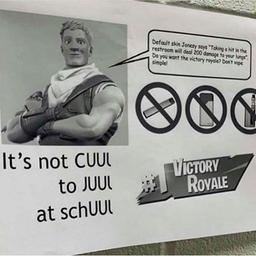 Default skin Jonesy says "Taking a hit in the
restroom will deal 200 damage to your lungs".
Do you want the victory royale? Don't vape
simple!
It's not CUUL
to JUUL
at schUUL
#1 VICTORY
ROYALE